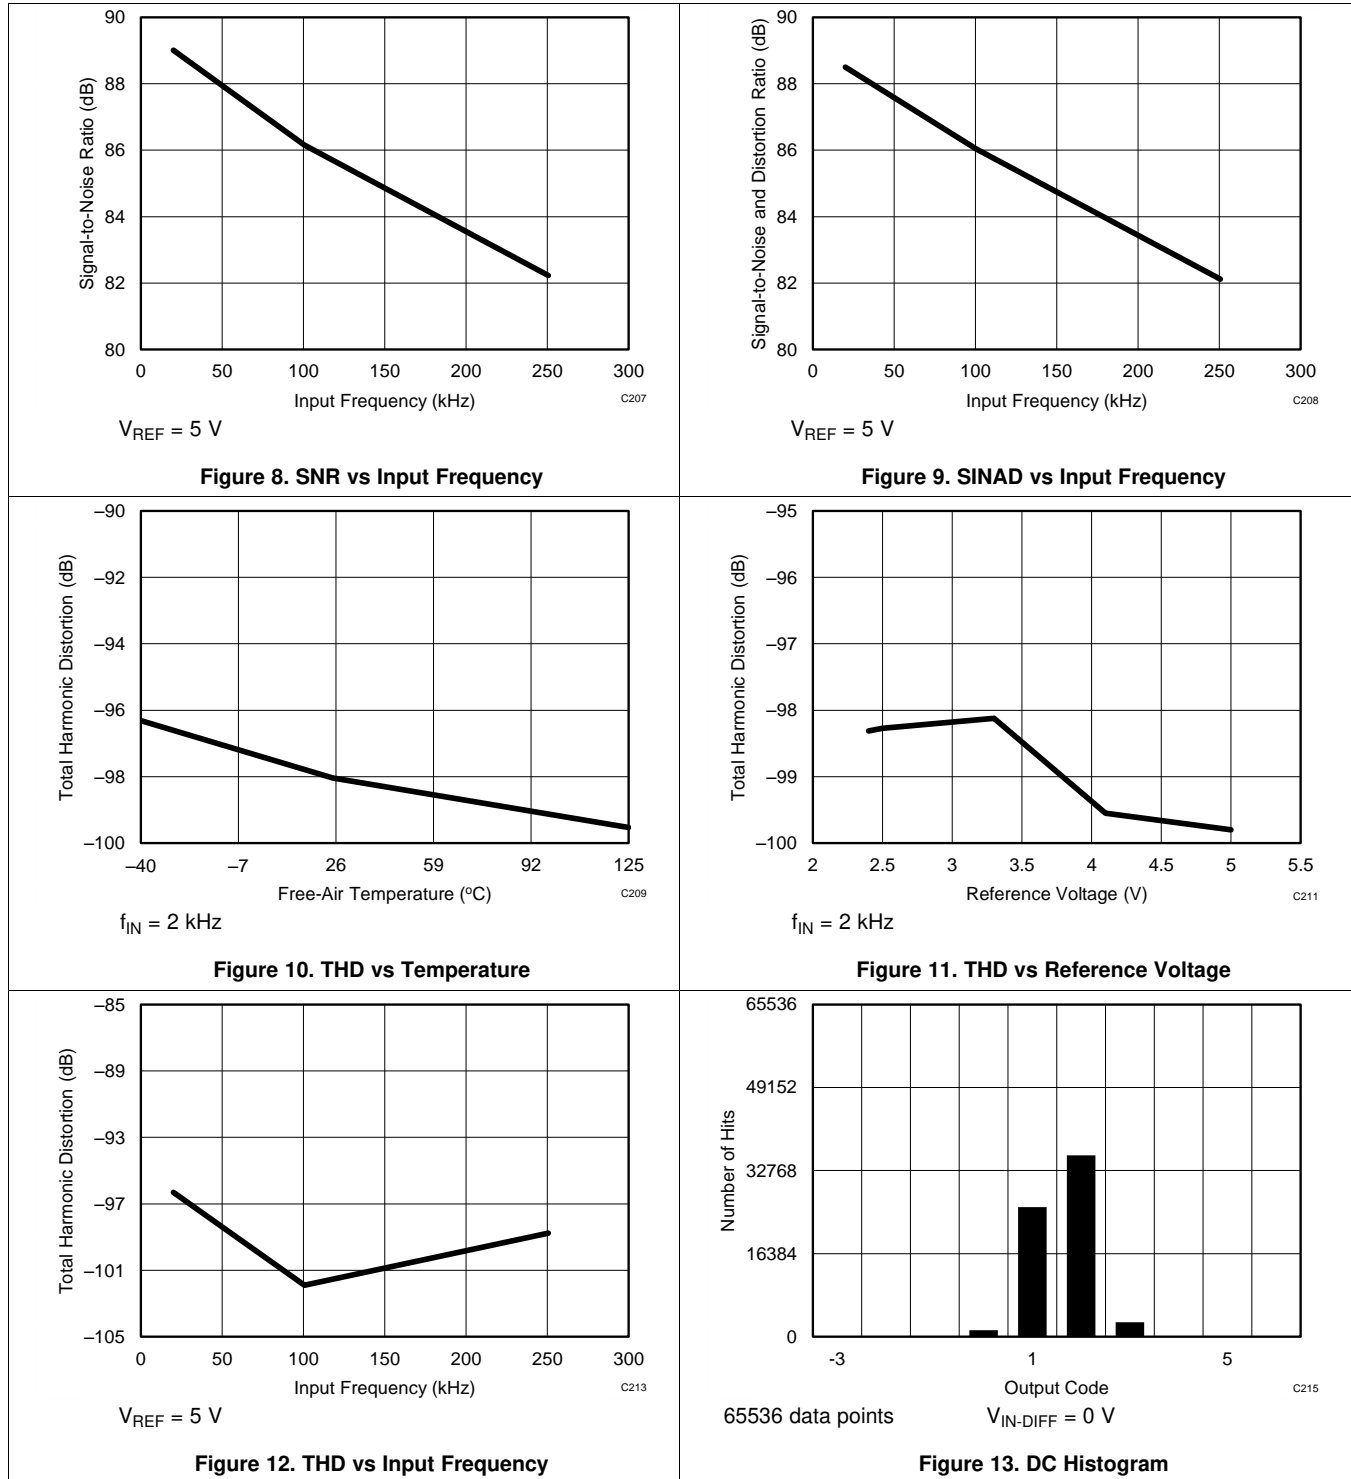 Signal-to-Noise Ratio (dB)
90
88
86
84
82
80
0 50 100 150 200 250 300
Input Frequency (kHz)
C207
VREF = 5 V
Figure 8. SNR vs Input Frequency
Signal-to-Noise and Distortion Ratio (dB)
90
88
86
84
82
80
0 50 100 150 200 250 300
Input Frequency (kHz)
C208
VREF = 5 V
Figure 9. SINAD vs Input Frequency
Total Harmonic Distortion (dB)
–90
–92
–94
–96
–98
–100
–40 –7 26 59 92 125
Free-Air Temperature (ºC)
C209
fIN = 2 kHz
Figure 10. THD vs Temperature
Total Harmonic Distortion (dB)
–95
–96
–97
–98
–99
–100
2 2.5 3 3.5 4 4.5 5 5.5
Reference Voltage (V)
C211
fIN = 2 kHz
Figure 11. THD vs Reference Voltage
Total Harmonic Distortion (dB)
–85
–89
–93
–97
–101
–105
0 50 100 150 200 250 300
Input Frequency (kHz)
C213
VREF = 5 V
Figure 12. THD vs Input Frequency
Number of Hits
65536
49152
32768
16384
0
-3 1 5
Output Code
C215
65536 data points VIN-DIFF = 0 V
Figure 13. DC Histogram